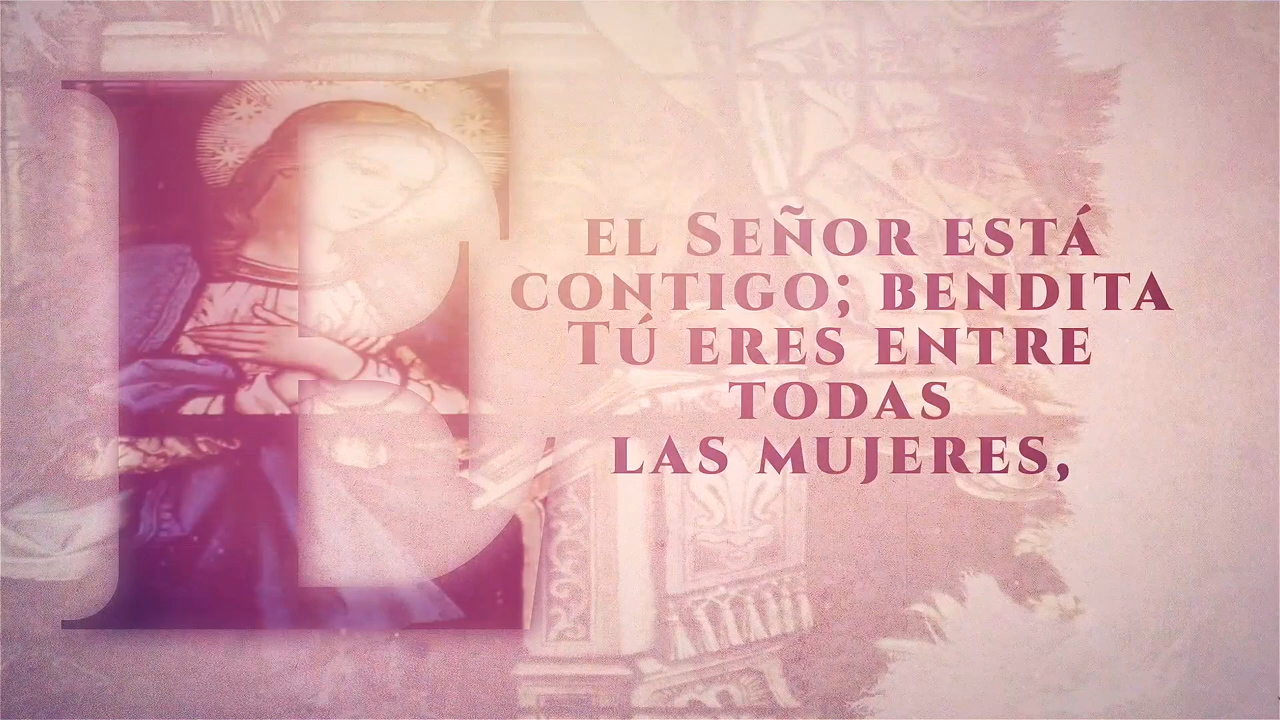 E
EL SEÑOR ESTÁ
CONTIGO; BENDITA
TÚ ERES ENTRE
TODAS
LAS MUJERES,